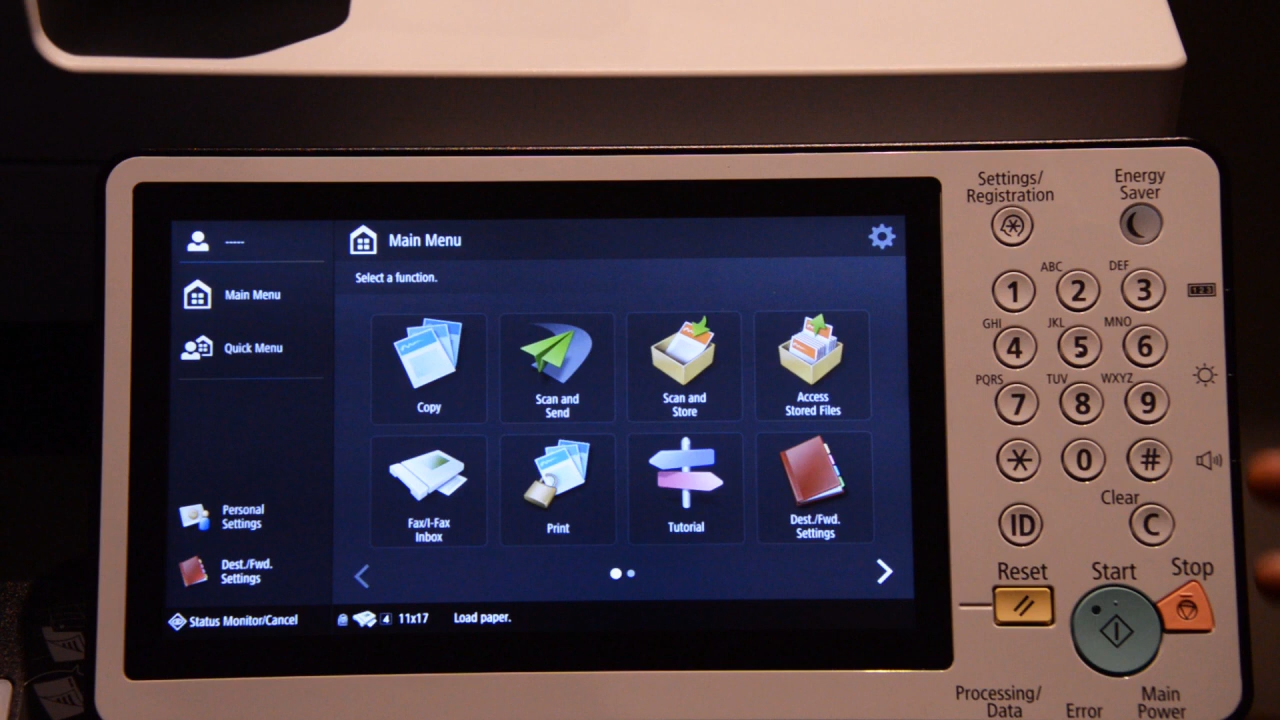 -----
Main Menu
Quick Menu
Personal
Settings
Dest./Fwd.
Settings
Status Monitor/Cancel
Main Menu
Select a function.
Copy
Scan and
Send
Scan and
Store
Access
Stored Files
Fax/I-Fax
Inbox
Print
Tutorial
Dest./Fwd.
Settings
4 11x17 Load paper.
Settings/
Registration
Energy
Saver
ABC DEF
1 2 3
123
GHI JKL MNO
4 5 6
PQRS TUV WXYZ
7 8 9
0 #
Clear
ID C
Reset Start Stop
Processing/
Data
Error
Main
Power